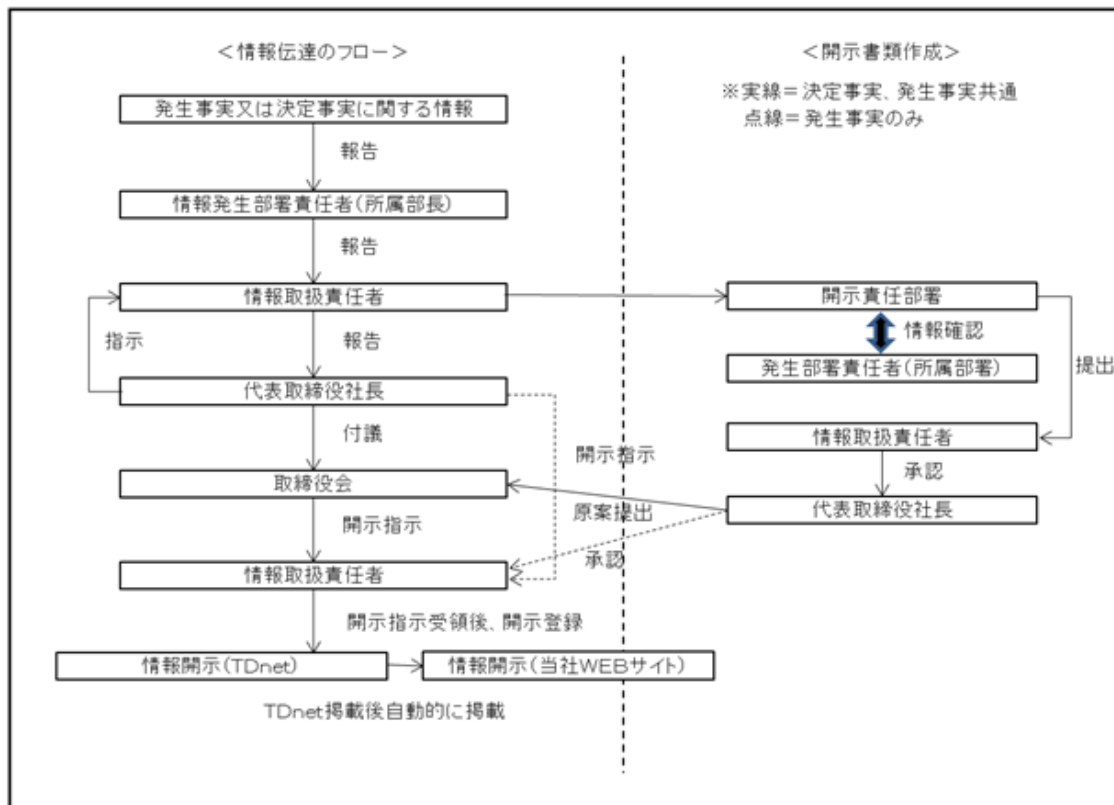 ＜情報伝達のフロー＞
＜開示書類作成＞
※実線＝決定事実、発生事実共通
点線＝発生事実のみ
発生事実又は決定事実に関する情報
報告
情報発生部署責任者(所属部長)
報告
情報取扱責任者
開示責任部署
指示
報告
情報確認
発生部署責任者(所属部署)
提出
代表取締役社長
付議
情報取扱責任者
開示指示
承認
取締役会
原案提出
代表取締役社長
開示指示
承認
情報取扱責任者
開示指示受領後、開示登録
情報開示(TDnet)
情報開示(当社WEBサイト)
TDnet掲載後自動的に掲載